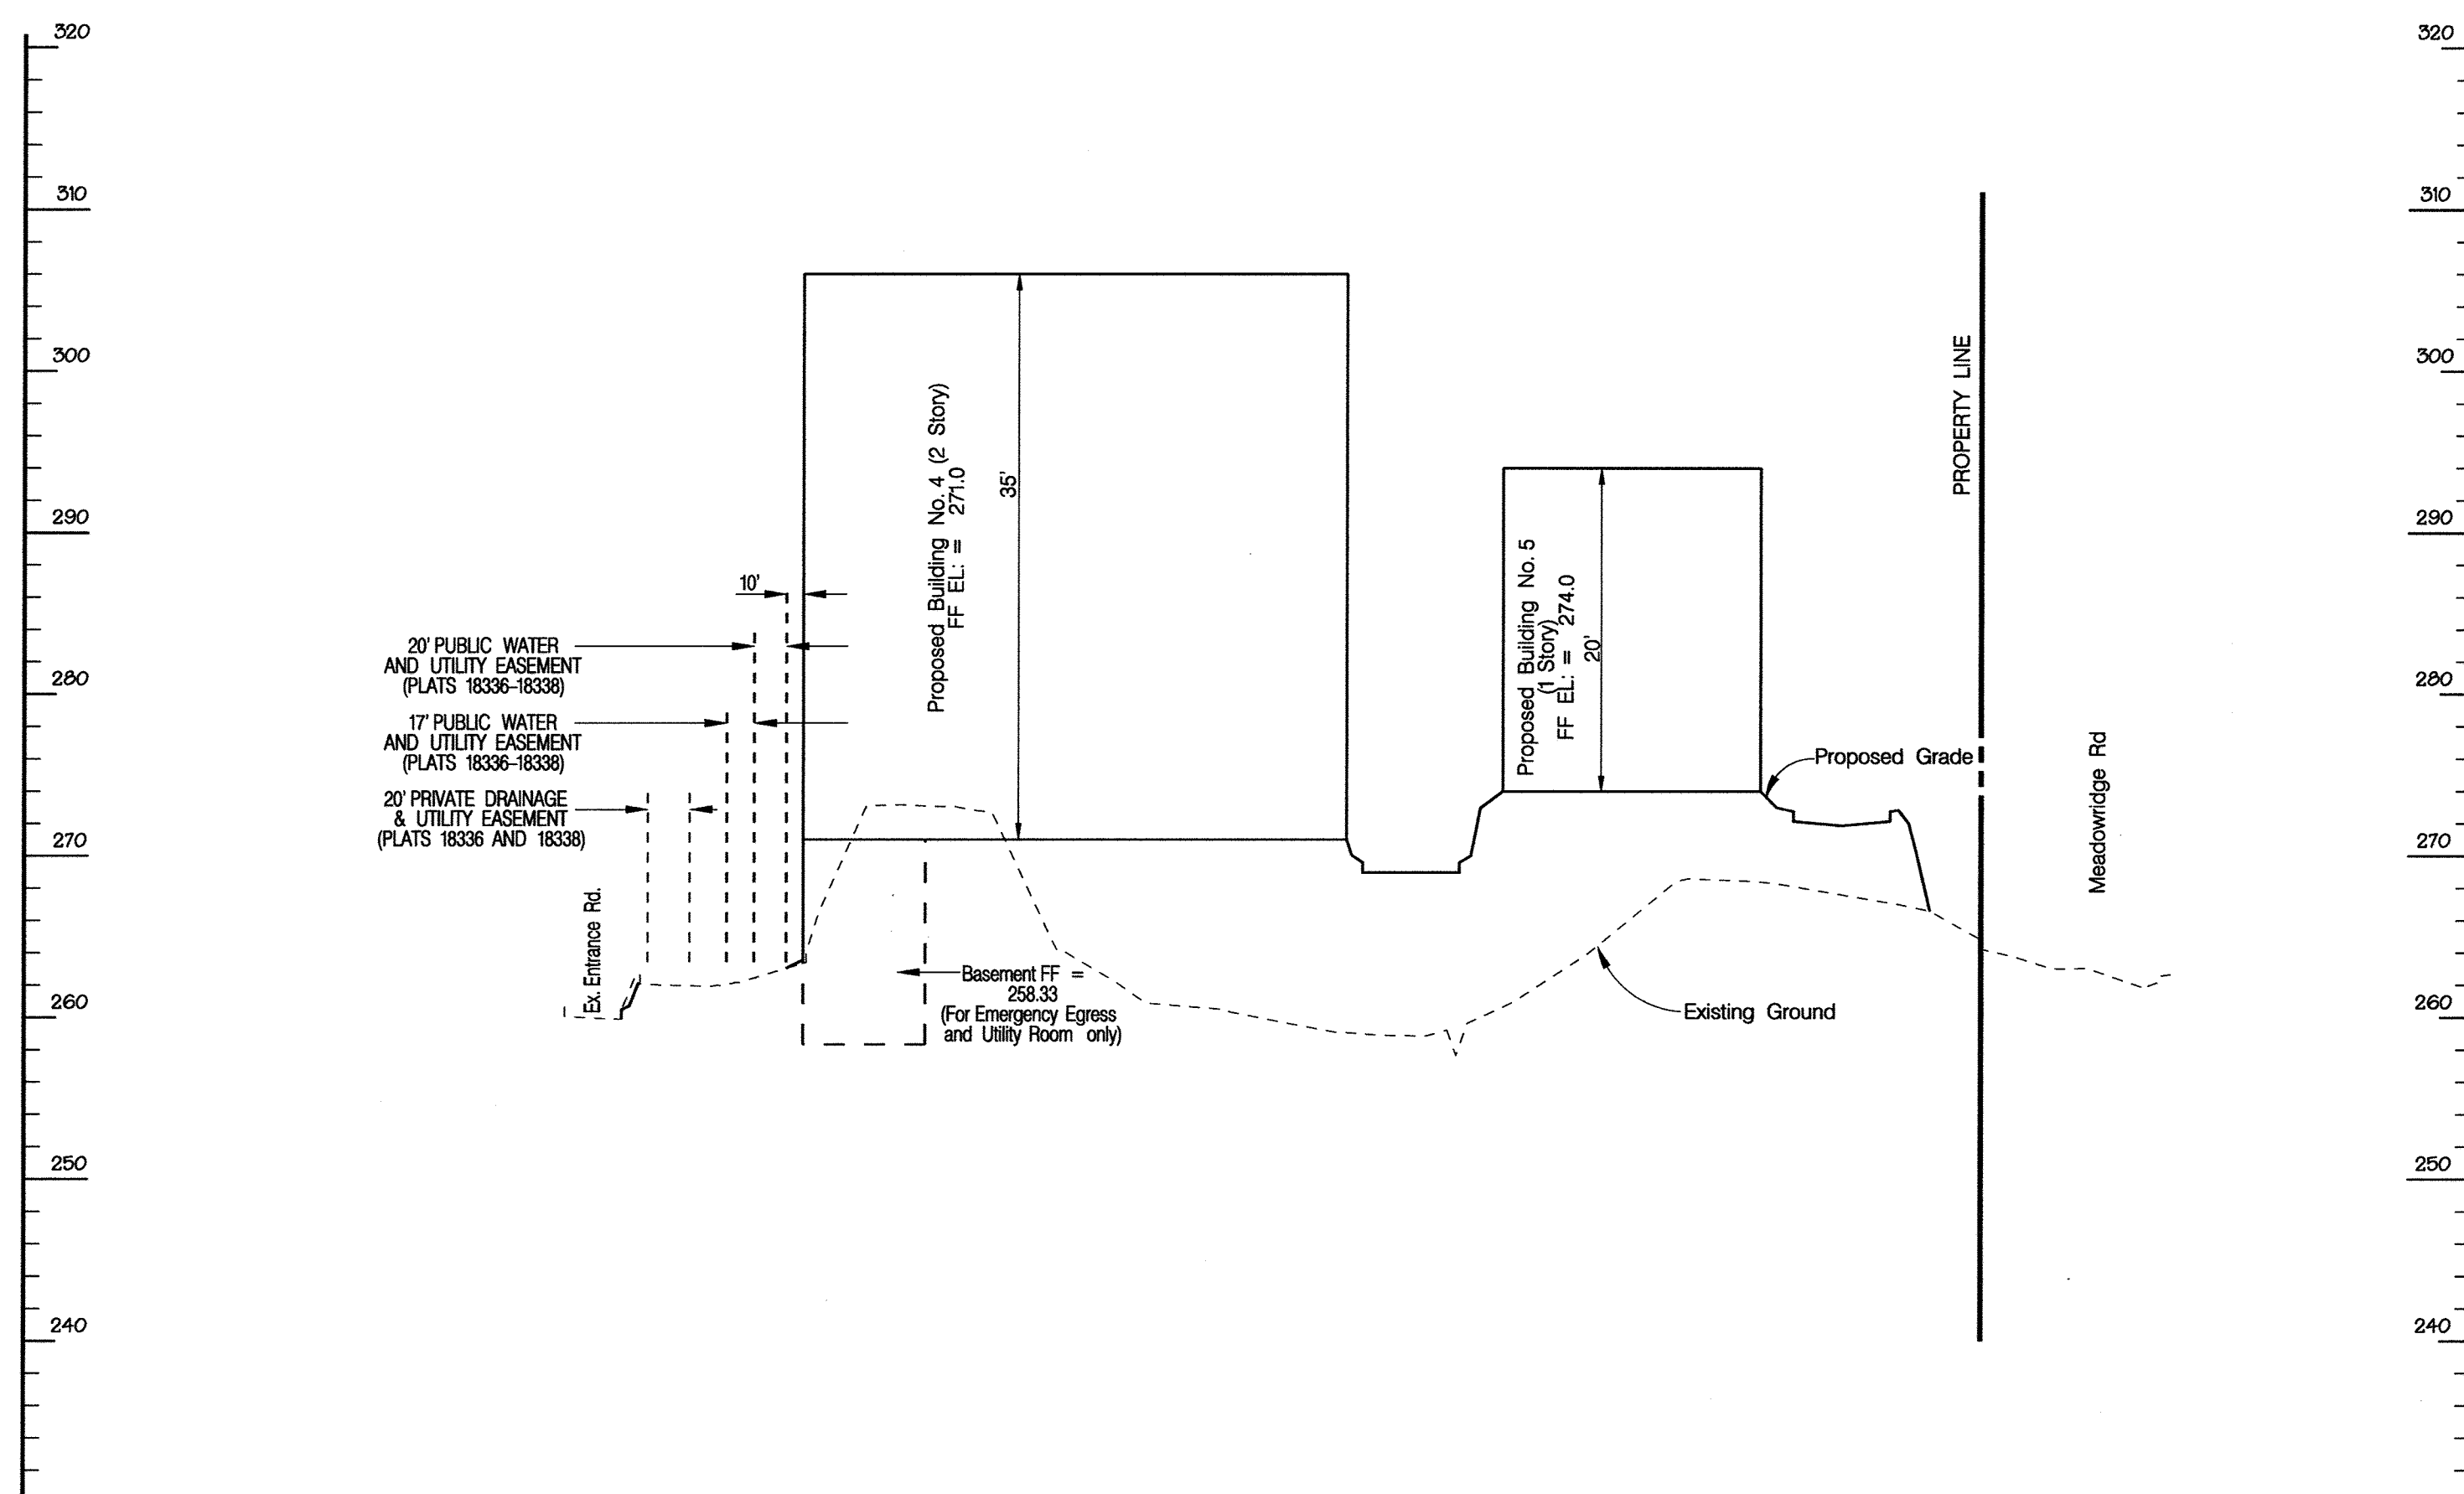 320
310
300
290
280
270
260
250
240
10'
20' PUBLIC WATER
AND UTILITY EASEMENT
(PLATS 18336-18338)
17' PUBLIC WATER
AND UTILITY EASEMENT
(PLATS 18336-18338)
20' PRIVATE DRAINAGE
& UTILITY EASEMENT
(PLATS 18336 AND 18338)
Ex. Entrance Rd.
Proposed Building No. 4 (2 Story)
FF EL: = 271.0
35'
Basement FF =
258.33
(For Emergency Egress
and Utility Room only)
Proposed Building No. 5
(1 Story)
FF EL: = 274.0
20'
Proposed Grade
Existing Ground
PROPERTY LINE
Meadowridge Rd
320
310
300
290
280
270
260
250
240